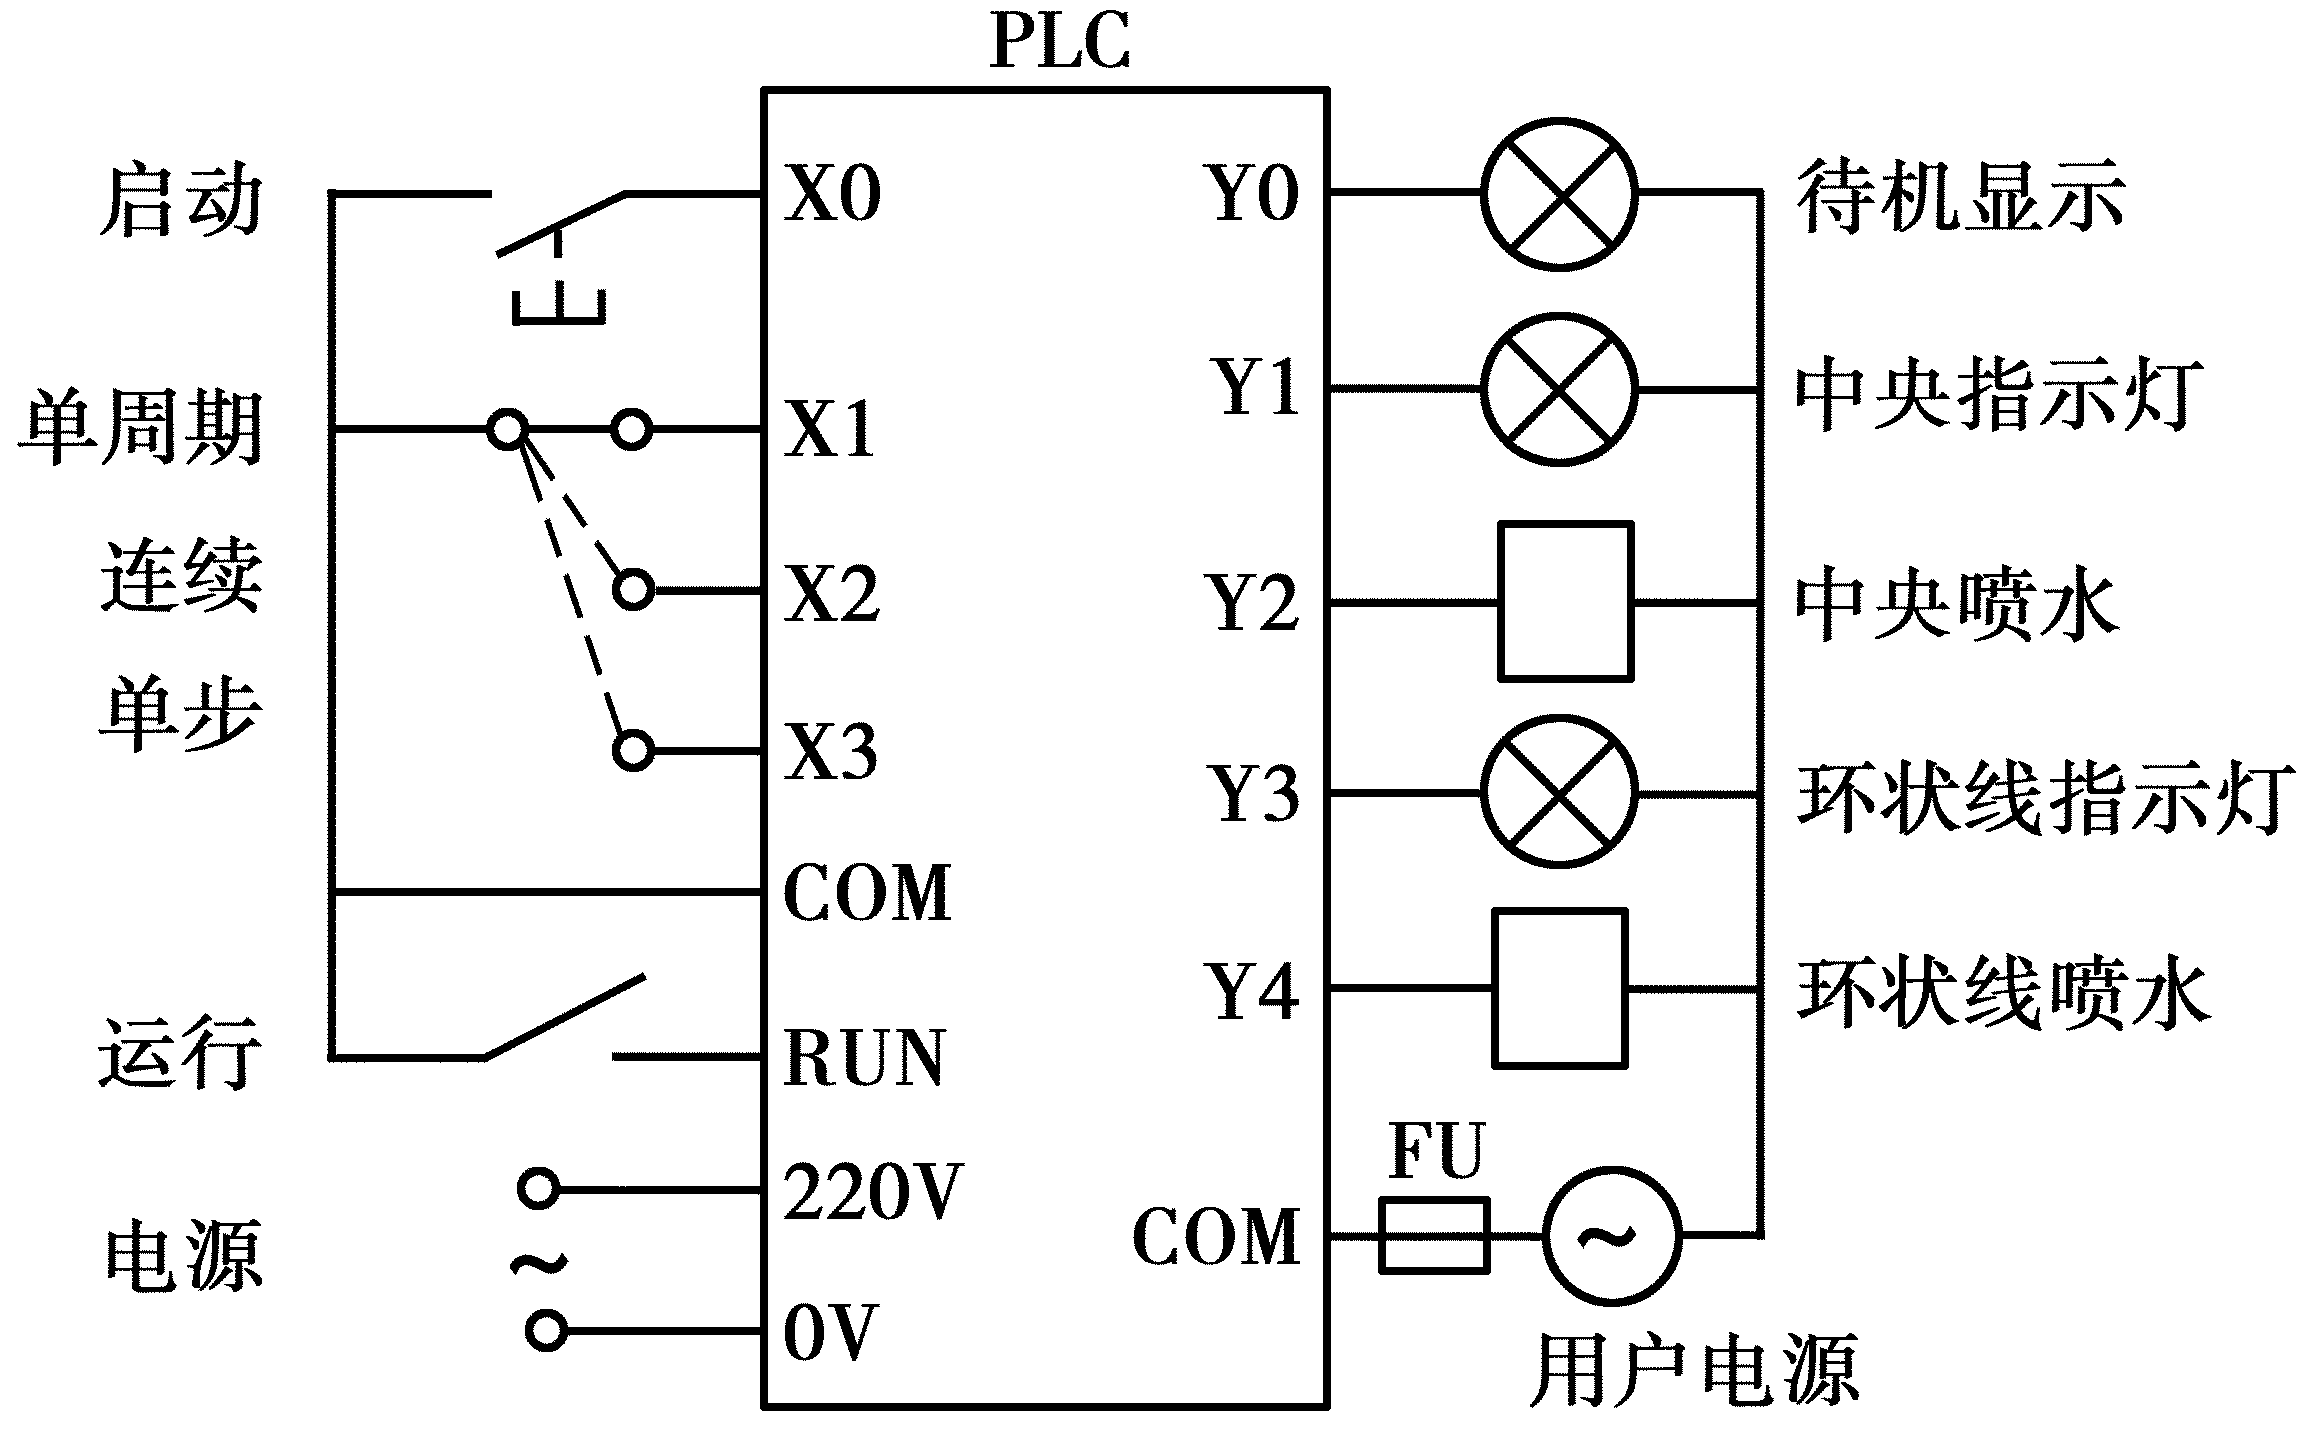 PLC
启动
X0
Y0
待机显示
单周期
X1
Y1
中央指示灯
连续
X2
Y2
中央喷水
单步
X3
Y3
环状线指示灯
COM
运行
RUN
Y4
环状线喷水
FU
电源
220V
~
0V
COM
~
用户电源